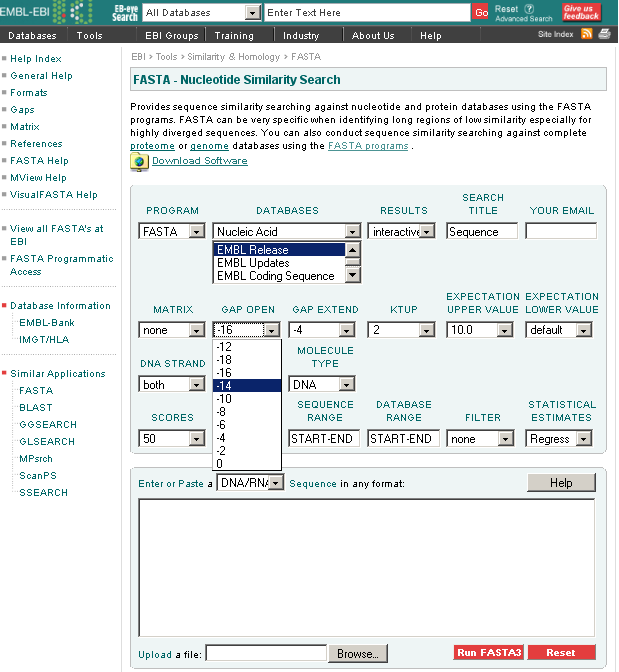 EMBL-EBI
EB-eye Search
All Databases
Enter Text Here
Go
Reset ?
Advanced Search
Give us feedback
Databases Tools EBI Groups Training Industry About Us Help Site Index
Help Index
General Help
Formats
Gaps
Matrix
References
FASTA Help
MView Help
VisualFASTA Help
View all FASTA's at
EBI
FASTA Programmatic
Access
Database Information
EMBL-Bank
IMGT/HLA
Similar Applications
FASTA
BLAST
GGSEARCH
GLSEARCH
MPsrch
ScanPS
SSEARCH
EBI > Tools > Similarity & Homology > FASTA
FASTA - Nucleotide Similarity Search
Provides sequence similarity searching against nucleotide and protein databases using the FASTA
programs. FASTA can be very specific when identifying long regions of low similarity especially for
highly diverged sequences. You can also conduct sequence similarity searching against complete
proteome or genome databases using the FASTA programs .
Download Software
PROGRAM DATABASES RESULTS SEARCH TITLE YOUR EMAIL
FASTA Nucleic Acid interactive Sequence
EMBL Release
EMBL Updates
EMBL Coding Sequence
MATRIX GAP OPEN GAP EXTEND KTUP EXPECTATION UPPER VALUE EXPECTATION LOWER VALUE
none -16 -4 2 10.0 default
-12
-18
-16
-14
-10
-8
-6
-4
-2
0
DNA STRAND MOLECULE TYPE
both DNA
SCORES SEQUENCE RANGE DATABASE RANGE FILTER STATISTICAL ESTIMATES
50 START-END START-END none Regress
Enter or Paste a DNA/RNA Sequence in any format:
Help
Upload a file: Browse... Run FASTA3 Reset